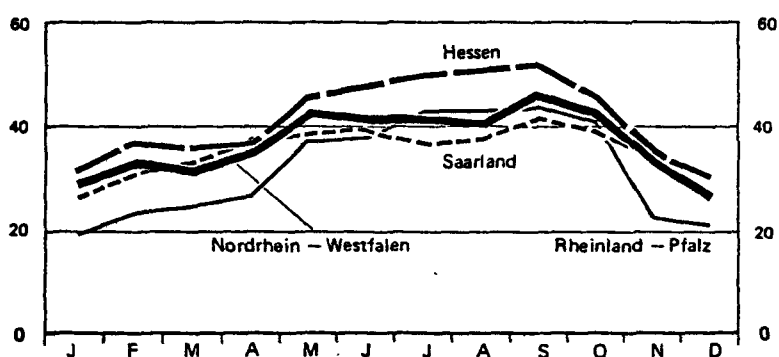 60 60
Hessen
40 40
Saarland
20 20
Nordrhein – Westfalen Rheinland – Pfalz
0 0
J F M A M J J A S O N D